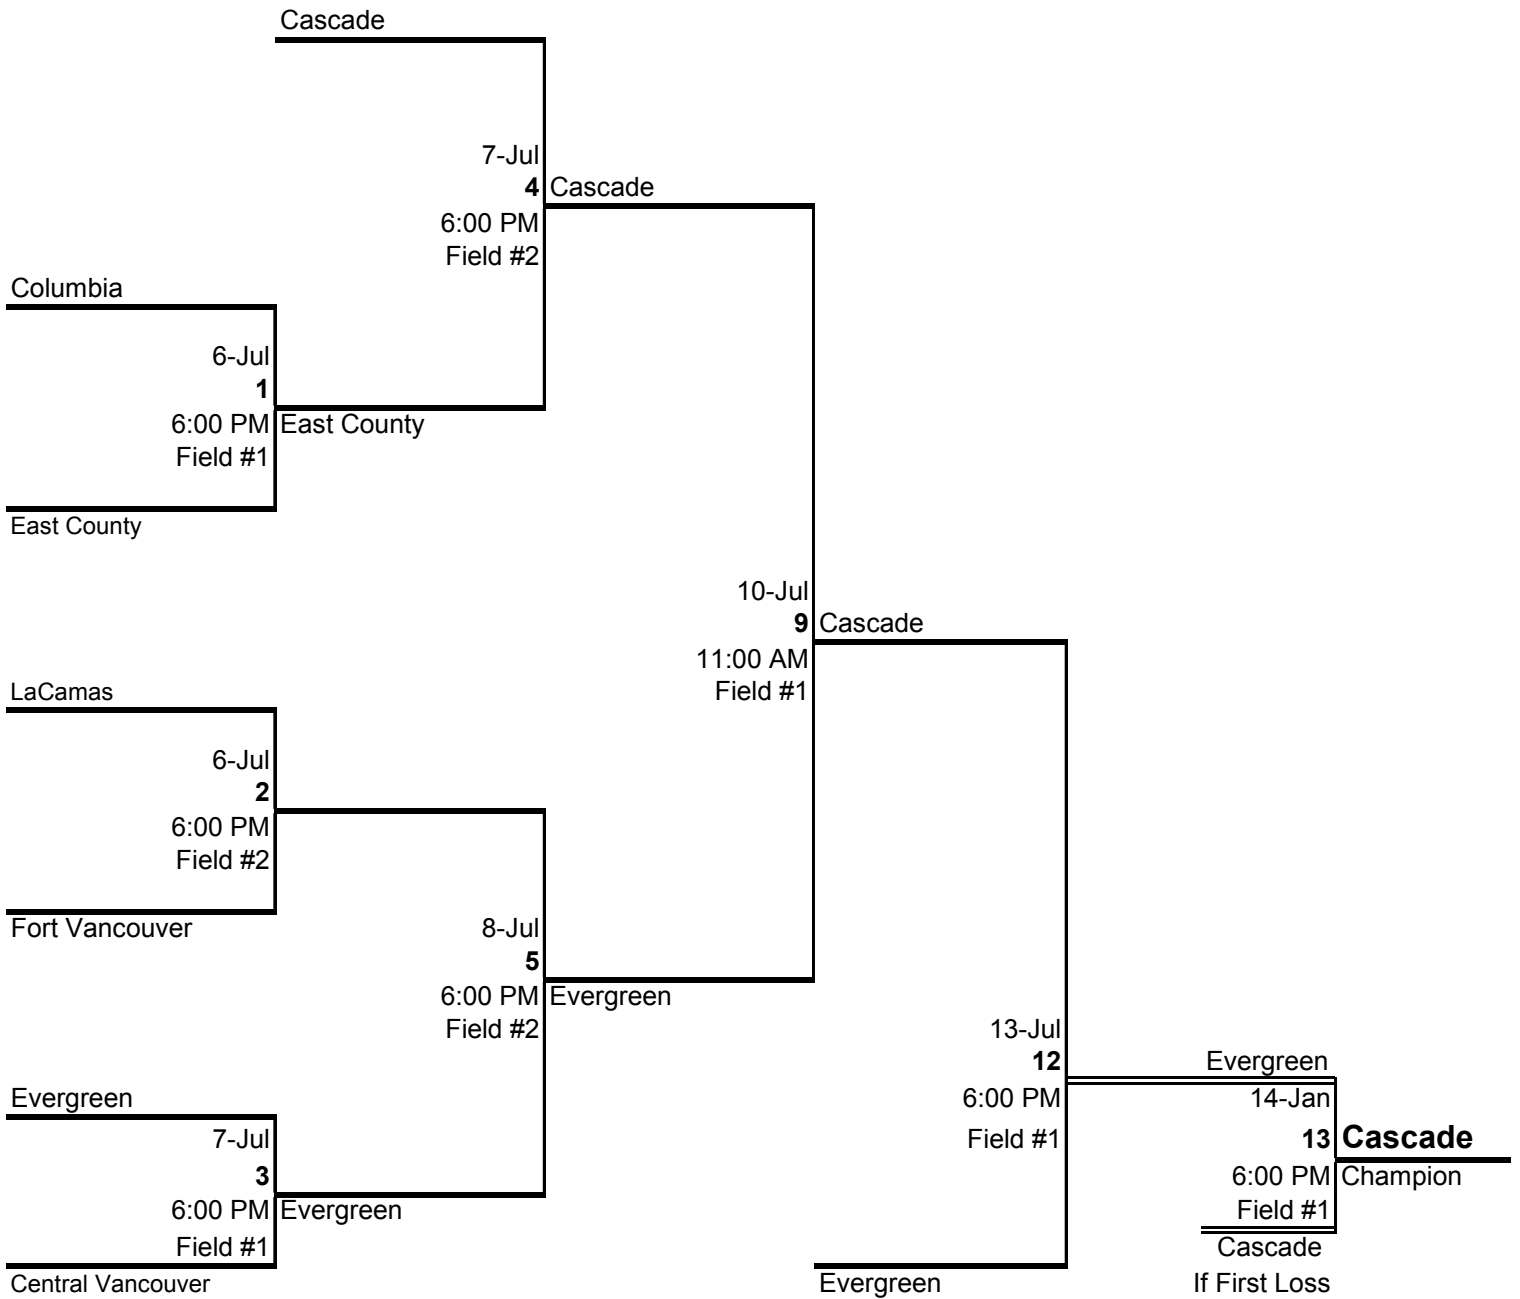 Cascade
7-Jul
4 Cascade
6:00 PM
Field #2
Columbia
6-Jul
1
6:00 PM East County
Field #1
East County
10-Jul
9 Cascade
11:00 AM
Field #1
LaCamas
6-Jul
2
6:00 PM
Field #2
Fort Vancouver
8-Jul
5
6:00 PM Evergreen
Field #2
13-Jul
12 Evergreen
6:00 PM 14-Jan
Field #1 13 Cascade
6:00 PM Champion
Field #1
Cascade
If First Loss
Evergreen
7-Jul
3
6:00 PM Evergreen
Field #1
Central Vancouver
Evergreen